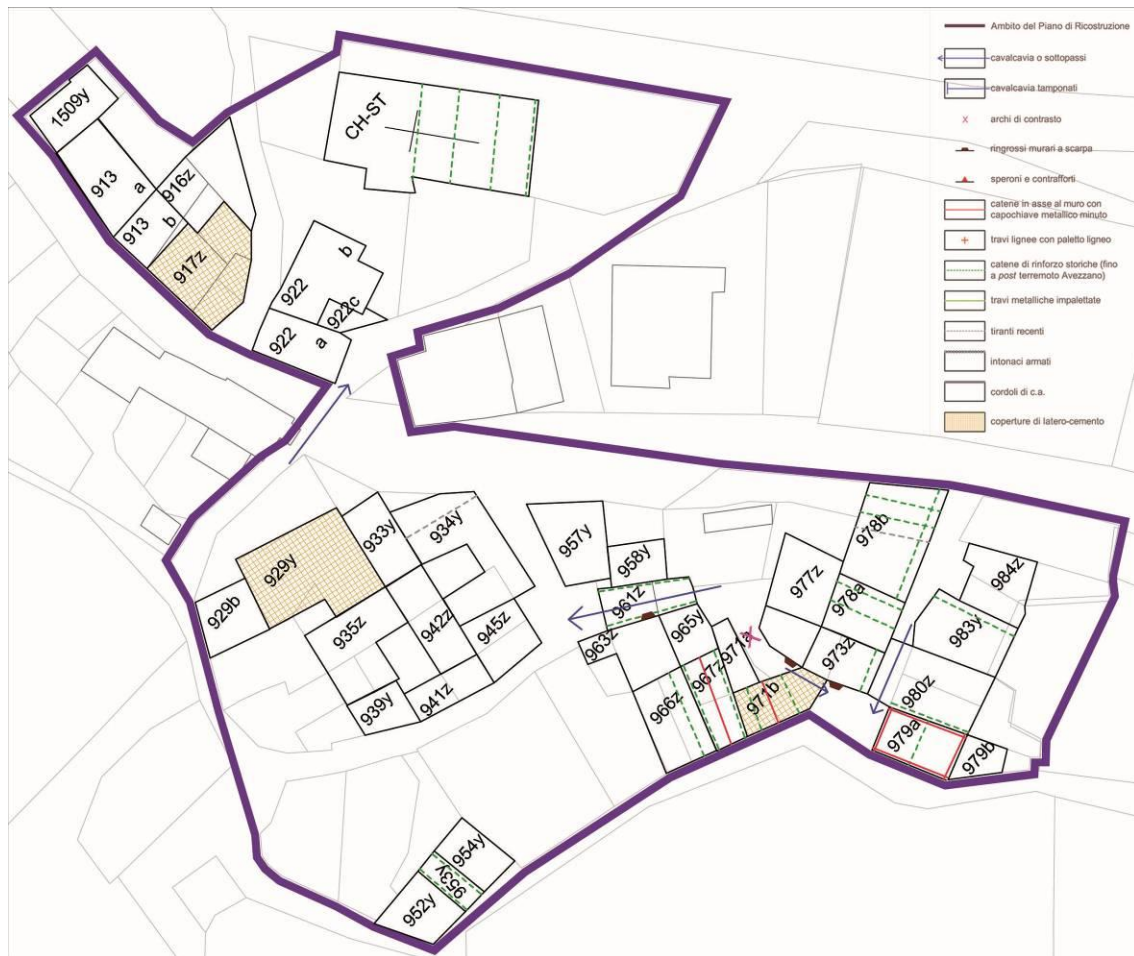 Ambito del Piano di Ricostruzione
cavalcavia o sottopassi
cavalcavia tamponati
archi di contrasto
ringrossi murari a scarpa
speroni e contrafforti
catene in asse al muro con
capochiave metallico minuto
travi lignee con paletto ligneo
catene di rinforzo storiche (fino
a post terremoto Avezzano)
travi metalliche impalettate
tiranti recenti
intonaci armati
cordoli di c.a.
coperture di latero-cemento
1509y
CH-ST
913
a
916z
913
b
917z
922
b
922c
922
a
929y
933y
934y
929b
935z
942z
945z
939y
941z
957y
958y
961z
963z
965y
971a
967z
966z
971b
977z
978b
978a
973z
984z
983y
980z
979a
979b
954y
953y
952y